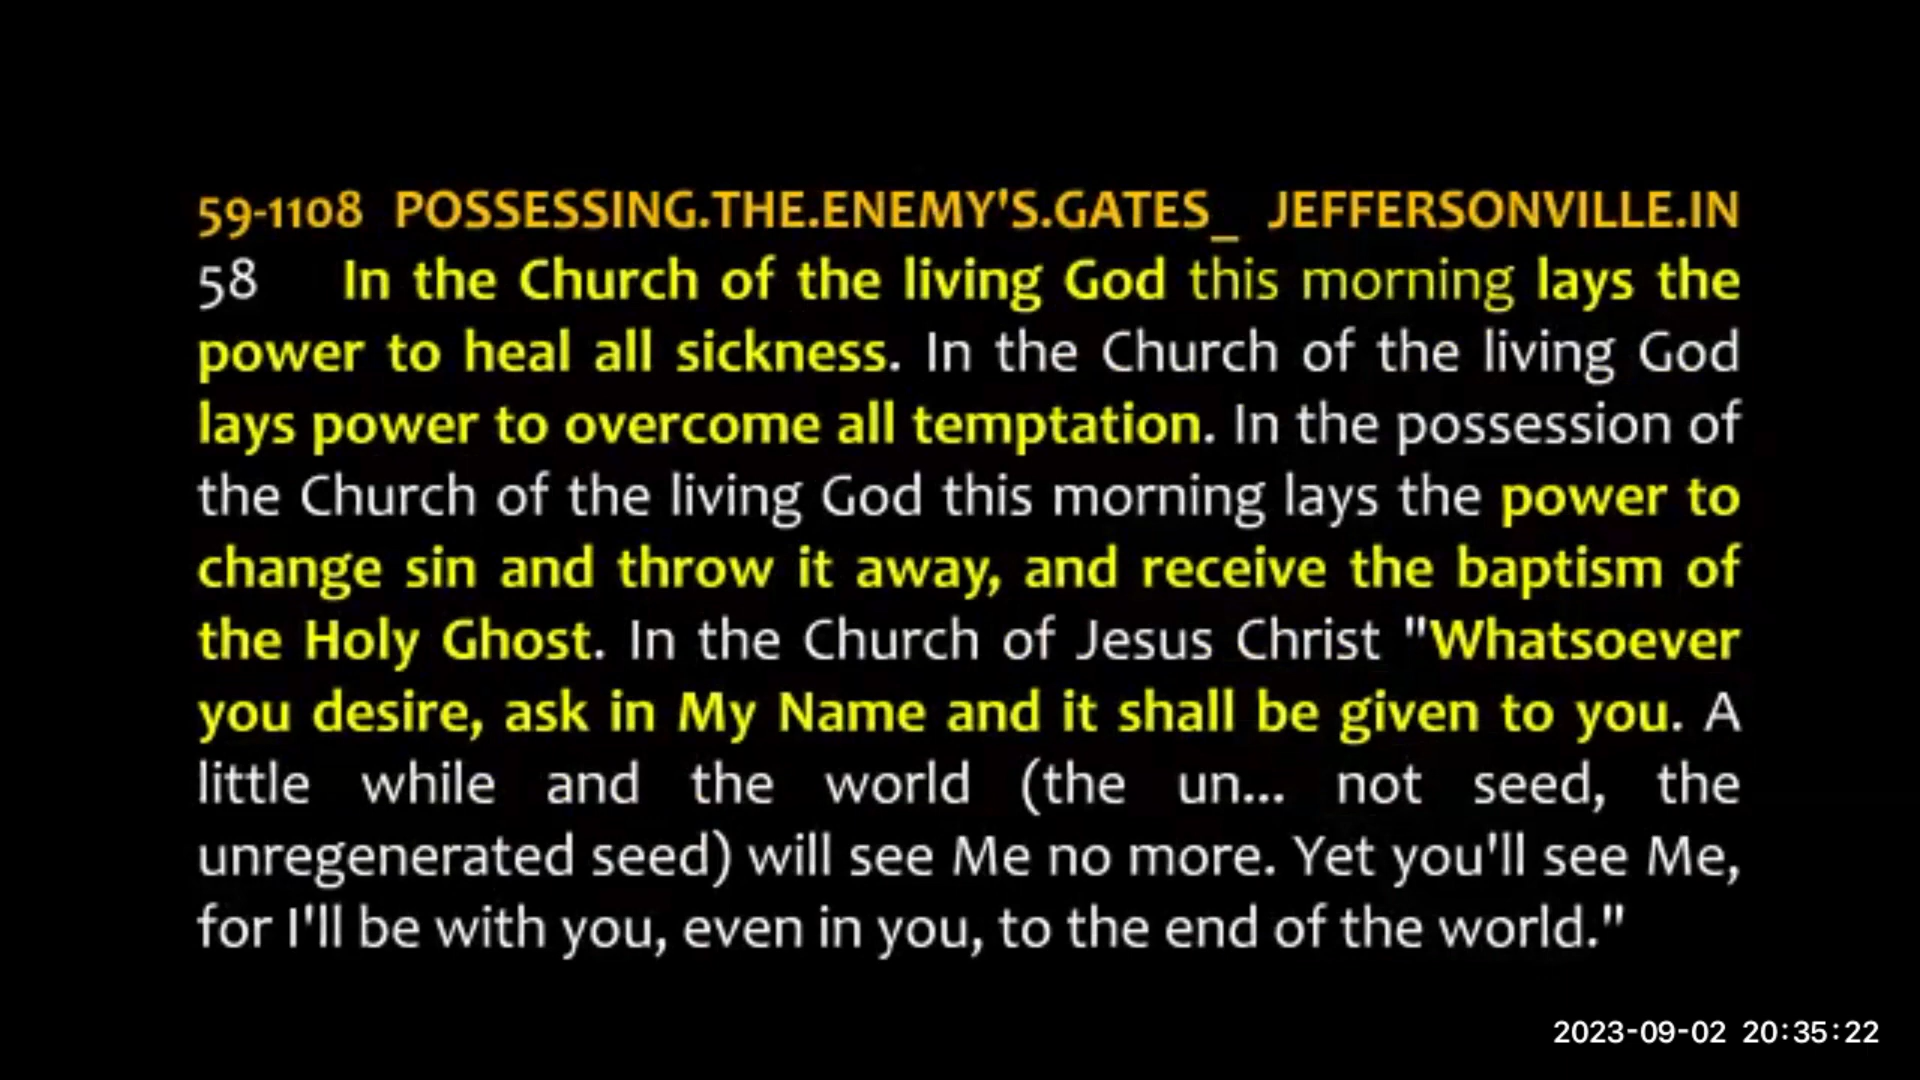 59-1108 POSSESSING.THE.ENEMY'S.GATES_ JEFFERSONVILLE.IN
58 In the Church of the living God this morning lays the
power to heal all sickness. In the Church of the living God
lays power to overcome all temptation. In the possession of
the Church of the living God this morning lays the power to
change sin and throw it away, and receive the baptism of
the Holy Ghost. In the Church of Jesus Christ "Whatsoever
you desire, ask in My Name and it shall be given to you. A
little while and the world (the un... not seed, the
unregenerated seed) will see Me no more. Yet you'll see Me,
for I'll be with you, even in you, to the end of the world."
2023-09-02 20:35:22